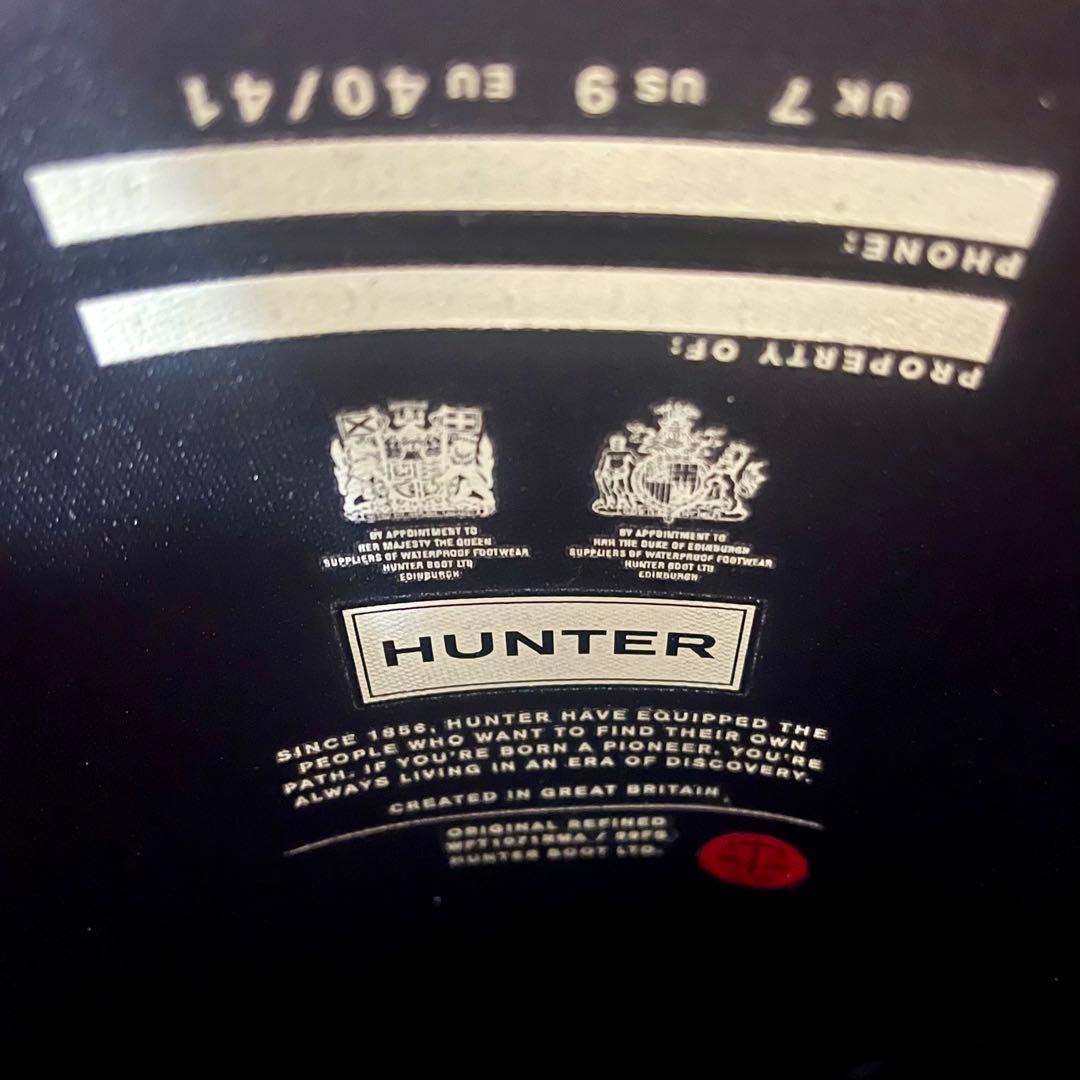 UK 7 US 9 EU 40/41
PHONE:
PROPERTY OF:
BY APPOINTMENT TO
HER MAJESTY THE QUEEN
SUPPLIERS OF WATERPROOF FOOTWEAR
HUNTER BOOT LTD
EDINBURGH
BY APPOINTMENT TO
HRH THE DUKE OF EDINBURGH
SUPPLIERS OF WATERPROOF FOOTWEAR
HUNTER BOOT LTD
EDINBURGH
HUNTER
SINCE 1856, HUNTER HAVE EQUIPPED THE
PEOPLE WHO WANT TO FIND THEIR OWN
PATH. IF YOU'RE BORN A PIONEER, YOU'RE
ALWAYS LIVING IN AN ERA OF DISCOVERY.
CREATED IN GREAT BRITAIN.
ORIGINAL REFINED
HUNTER BOOT LTD.